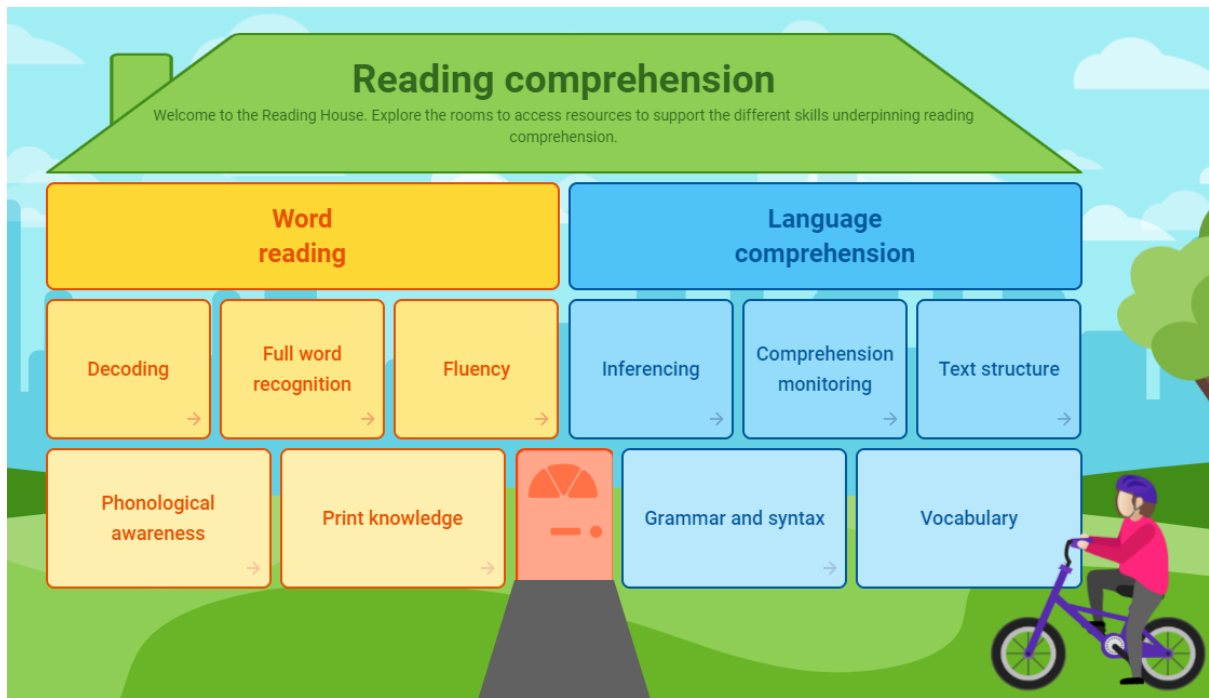 Reading comprehension
Welcome to the Reading House. Explore the rooms to access resources to support the different skills underpinning reading
comprehension.
Word
reading
Language
comprehension
Decoding
Full word
recognition
Fluency
Inferencing
Comprehension
monitoring
Text structure
Phonological
awareness
Print knowledge
Grammar and syntax
Vocabulary